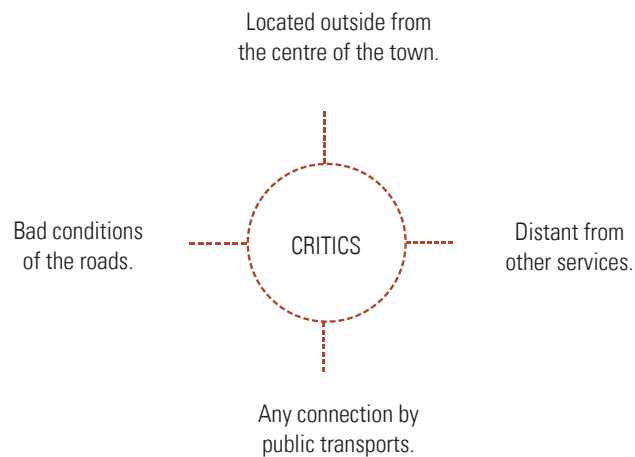 Located outside from
the centre of the town.
Bad conditions
of the roads.
CRITICS
Distant from
other services.
Any connection by
public transports.